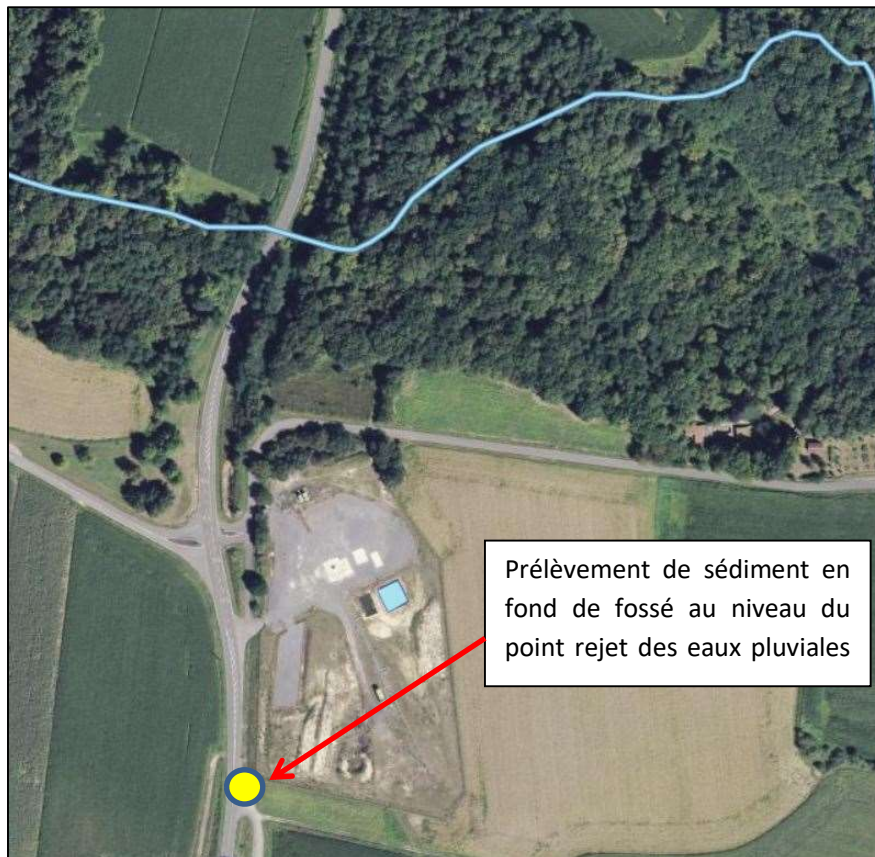 Prélèvement de sédiment en
fond de fossé au niveau du
point rejet des eaux pluviales